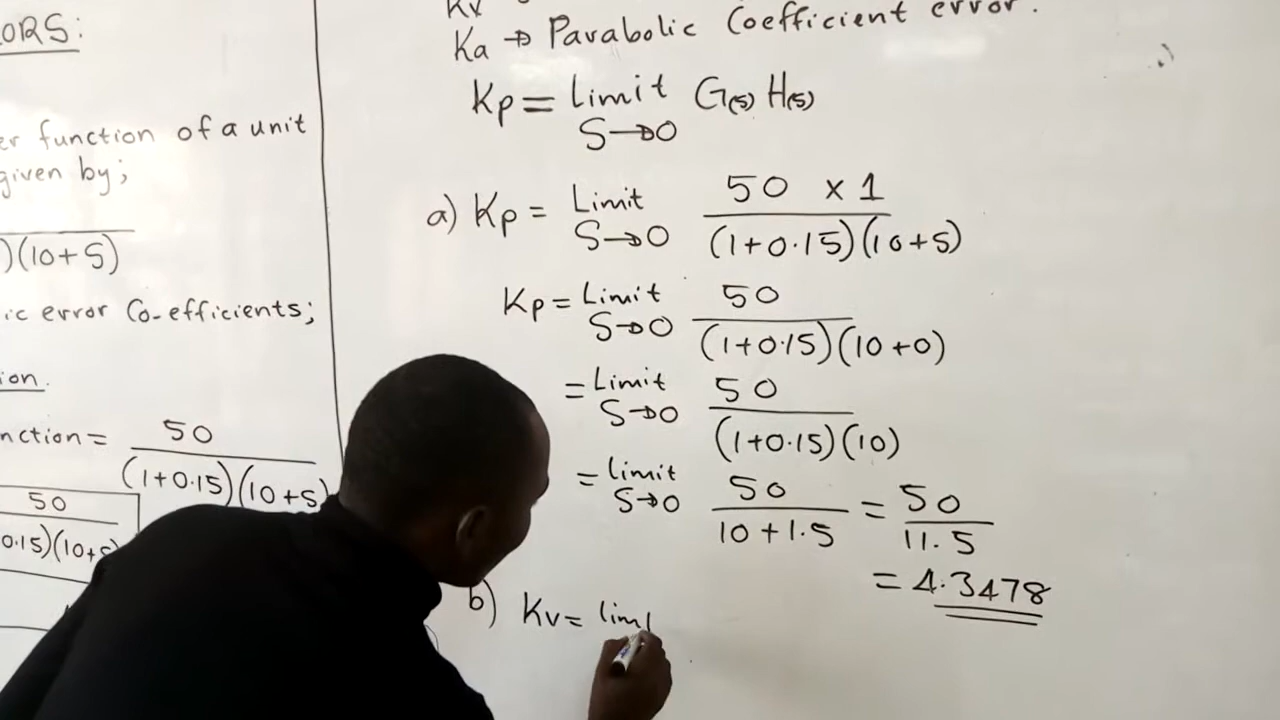 ORS:
er function of a unit
given by;
)(10+S)
ic error Co-efficients;
ion.
nction = 50
(1+0.15)(10+S)
50
0.15)(10+S
Kv
Ka → Parabolic Coefficient error.
Kp = Limit G(S) H(S)
S→0
a) Kp = Limit 50 x 1
S→0 (1+0.15)(10+S)
Kp = Limit 50
S→0 (1+0.15)(10+0)
= Limit 50
S→0 (1+0.15)(10)
= limit 50 = 50
S→0 10+1.5 11.5
= 4.3478
b) Kv = lim